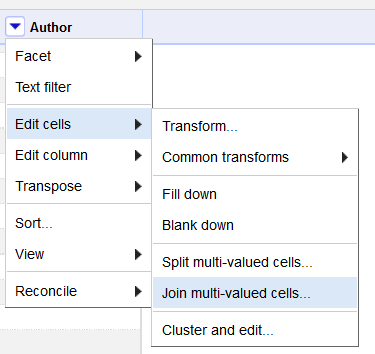 Author
Facet
Text filter
Edit cells
Edit column
Transpose
Sort...
View
Reconcile
Transform...
Common transforms
Fill down
Blank down
Split multi-valued cells...
Join multi-valued cells...
Cluster and edit...